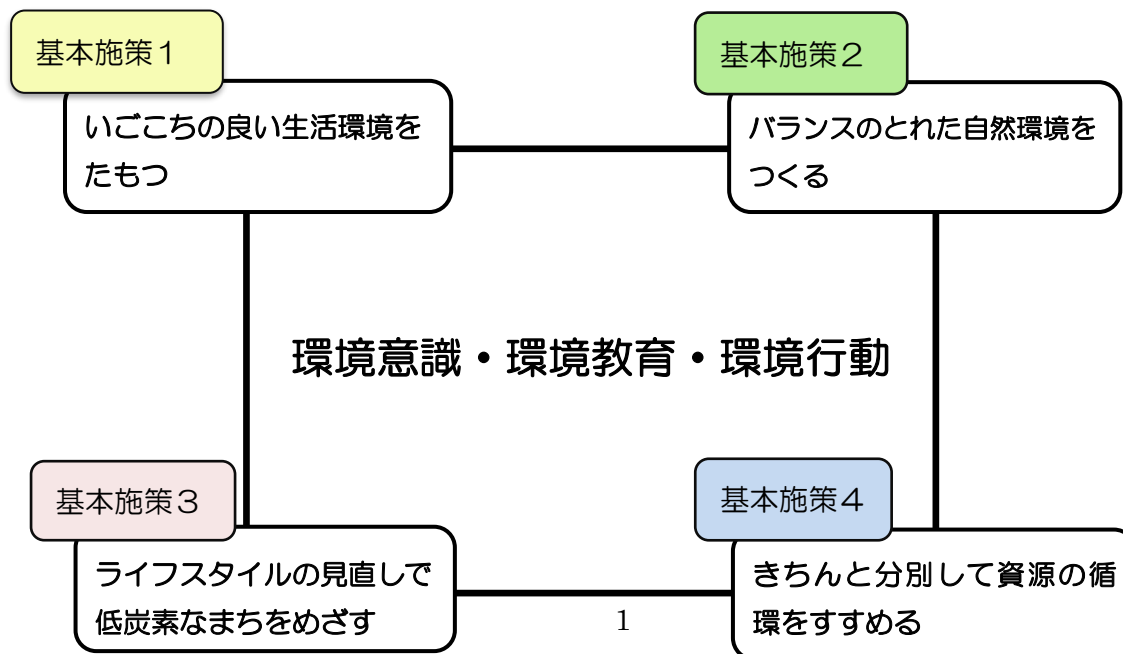 基本施策１
いごこちの良い生活環境を
たもつ
基本施策２
バランスのとれた自然環境を
つくる
環境意識・環境教育・環境行動
基本施策３
ライフスタイルの見直しで
低炭素なまちをめざす
基本施策４
きちんと分別して資源の循
環をすすめる
1